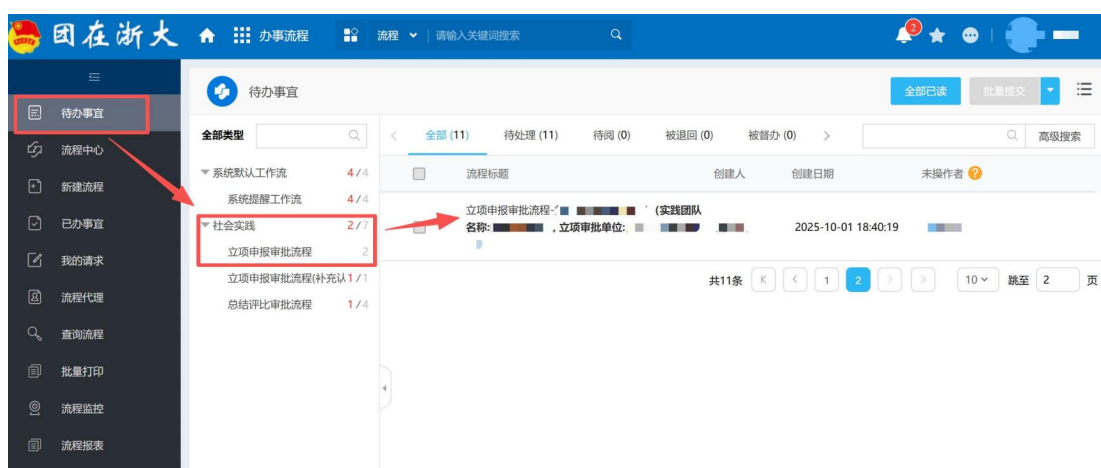 团在浙大
办事流程
流程
请输入关键词搜索
2
待办事宜
流程中心
新建流程
已办事宜
我的请求
流程代理
查询流程
批量打印
流程监控
流程报表
待办事宜
全部已读
批量提交
全部类型
系统默认工作流 4/4
系统提醒工作流 4/4
社会实践 2/7
立项申报审批流程 2
立项申报审批流程(补充认 1/1
总结评比审批流程 1/4
全部 (11) 待处理 (11) 待阅 (0) 被退回 (0) 被督办 (0)
高级搜索
流程标题 创建人 创建日期 未操作者 ?
立项申报审批流程- (实践团队
名称: ,立项审批单位: 2025-10-01 18:40:19
共11条 1 2 10 跳至 2 页